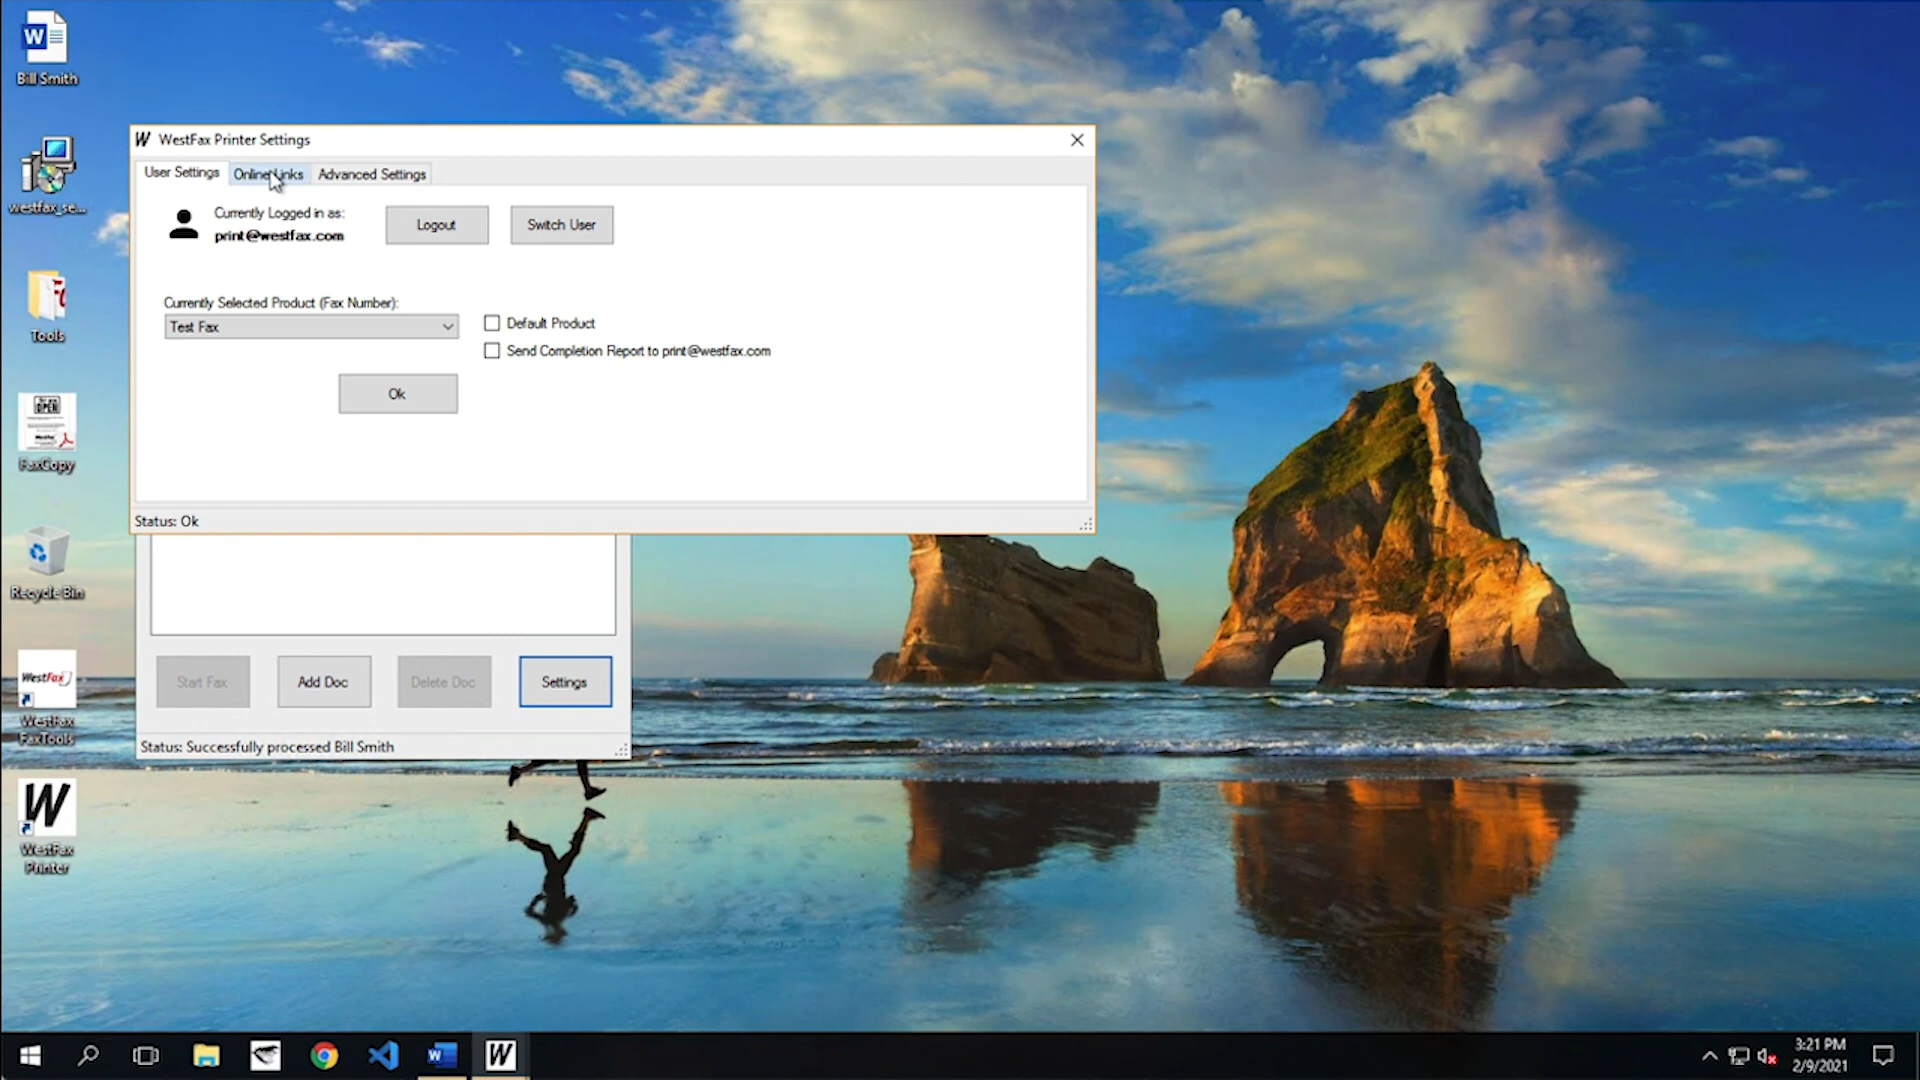 W
Bill Smith
westfax_se...
Tools
OPEN
FaxCopy
Recycle Bin
WestFax
WestFax
FaxTools
W
WestFax
Printer
W WestFax Printer Settings
User Settings Online Links Advanced Settings
Currently Logged in as:
print@westfax.com
Logout
Switch User
Currently Selected Product (Fax Number):
Test Fax
Default Product
Send Completion Report to print@westfax.com
Ok
Status: Ok
Start Fax Add Doc Delete Doc Settings
Status: Successfully processed Bill Smith
W
W
3:21 PM
2/9/2021